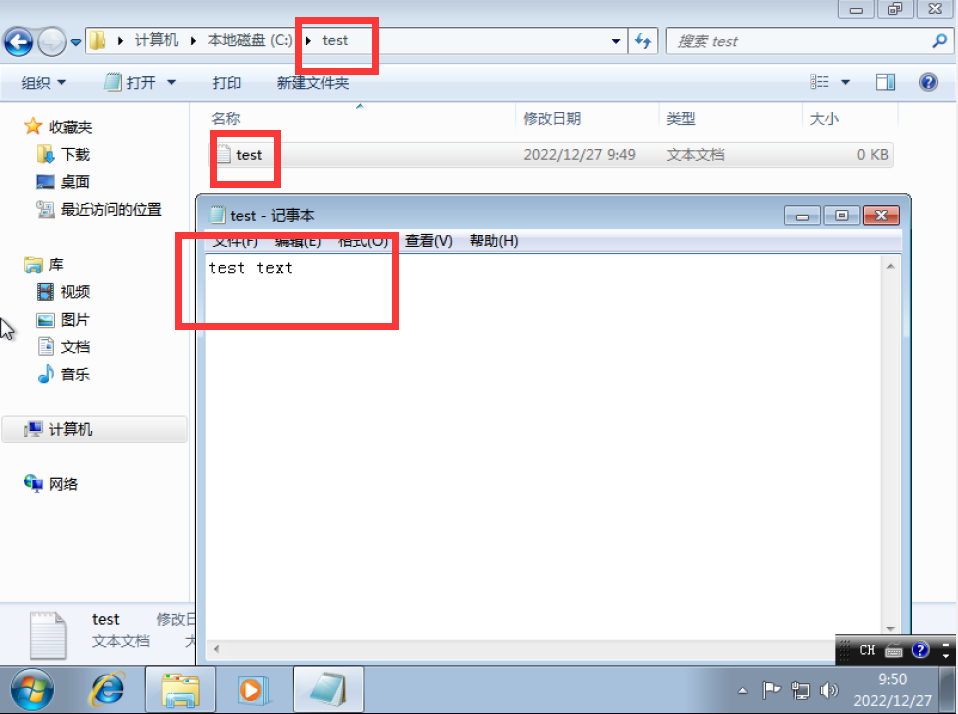 计算机 本地磁盘 (C:) test 搜索 test
组织 打开 打印 新建文件夹
名称 修改日期 类型 大小
收藏夹
test 2022/12/27 9:49 文本文档 0 KB
下载
桌面
最近访问的位置
test - 记事本
文件(F) 编辑(E) 格式(O) 查看(V) 帮助(H)
test text
库
视频
图片
文档
音乐
计算机
网络
test 修改日
文本文档 大
CH
9:50
2022/12/27